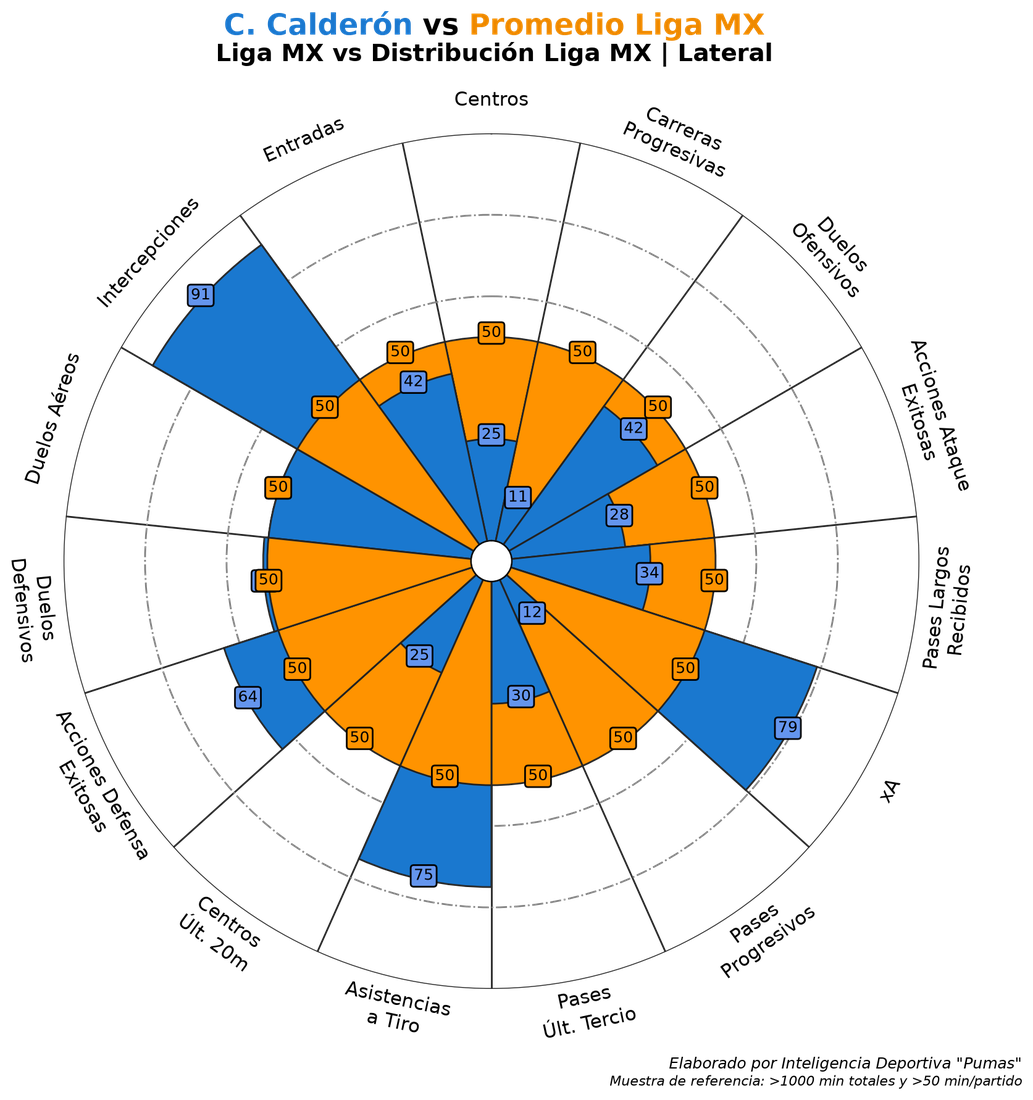 C. Calderón vs Promedio Liga MX
Liga MX vs Distribución Liga MX | Lateral
Centros
Carreras
Progresivas
Duelos
Ofensivos
Acciones Ataque
Exitosas
Pases Largos
Recibidos
xA
Pases
Progresivos
Pases
Últ. Tercio
Asistencias
a Tiro
Centros
Últ. 20m
Acciones Defensa
Exitosas
Duelos
Defensivos
Duelos Aéreos
Intercepciones
Entradas
50
25
50
11
50
42
50
28
50
34
50
79
50
12
50
30
50
75
50
25
50
64
50
50
50
91
50
42
Elaborado por Inteligencia Deportiva "Pumas"
Muestra de referencia: >1000 min totales y >50 min/partido